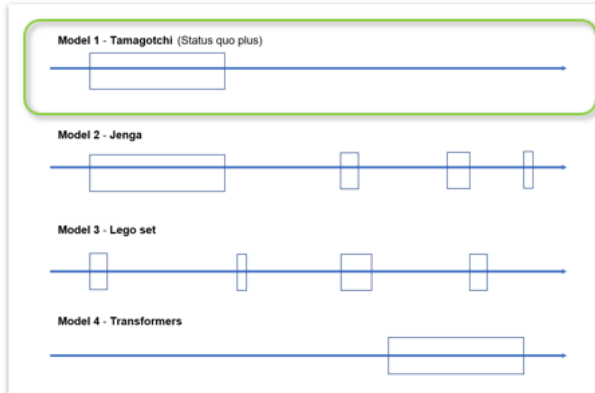 Model 1 - Tamagotchi (Status quo plus)
Model 2 - Jenga
Model 3 - Lego set
Model 4 - Transformers